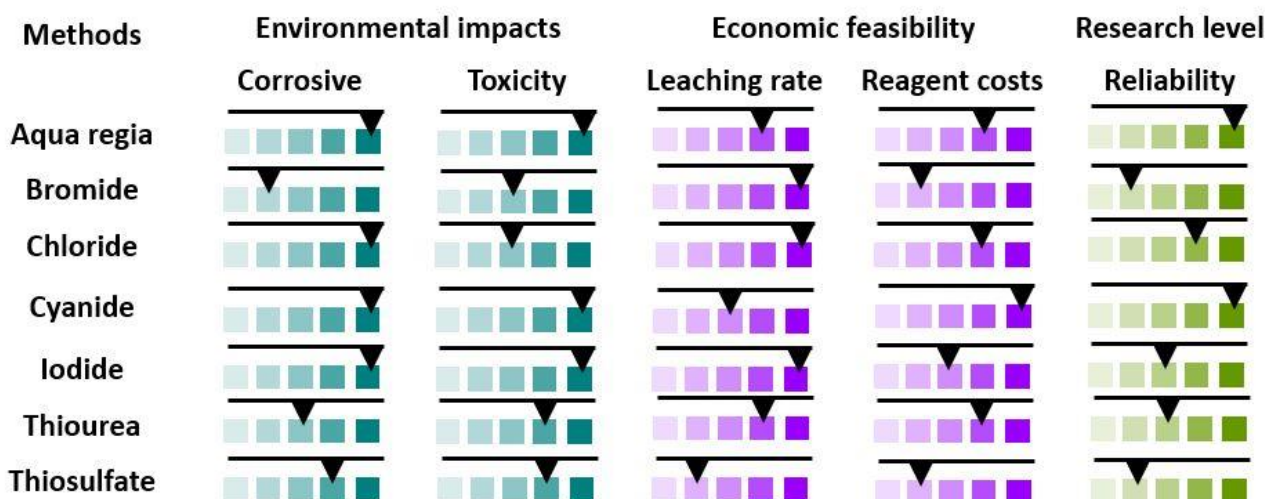 Methods Environmental impacts Economic feasibility Research level
Corrosive Toxicity Leaching rate Reagent costs Reliability
Aqua regia
Bromide
Chloride
Cyanide
Iodide
Thiourea
Thiosulfate